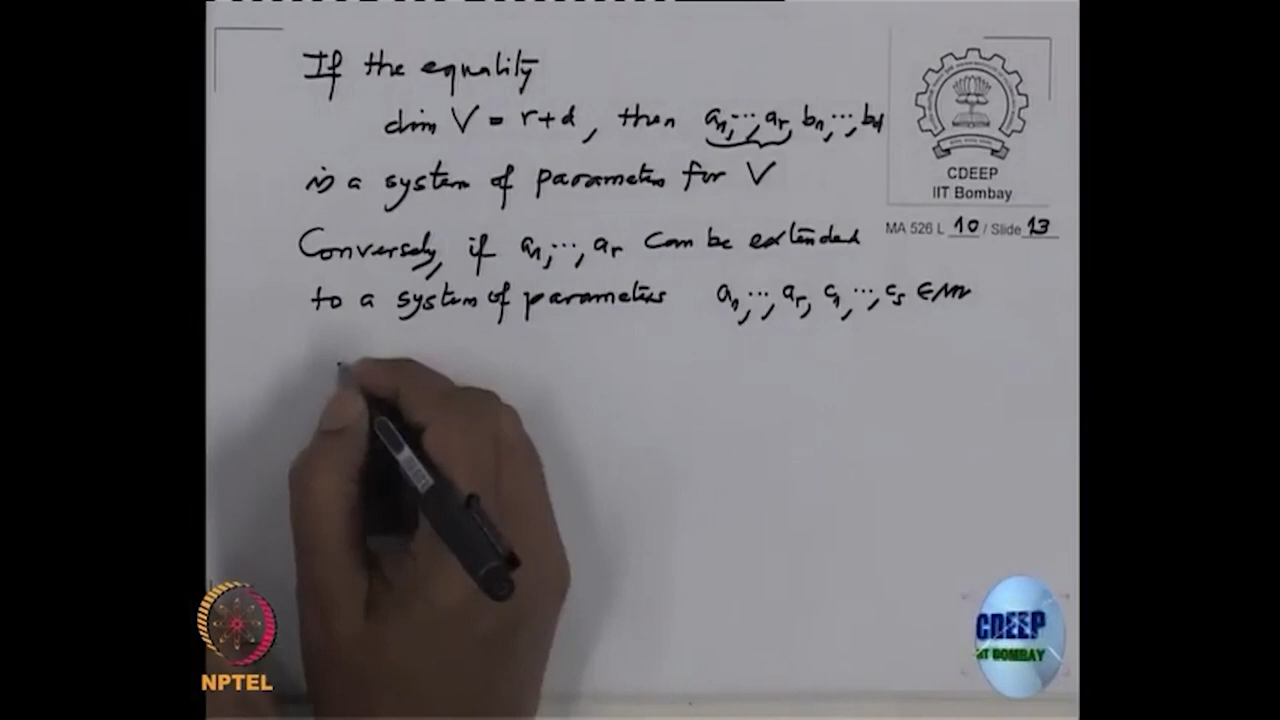 If the equality
dim V = r+d, then a₁,⋯,aᵣ b₁,⋯,b_d
is a system of parameters for V
Conversely, if a₁,⋯,aᵣ can be extended
to a system of parameters a₁,⋯,aᵣ, c₁,⋯,cₛ ∈ m
CDEEP
IIT Bombay
MA 526 L 10 / Slide 13
NPTEL
CDEEP
IIT BOMBAY